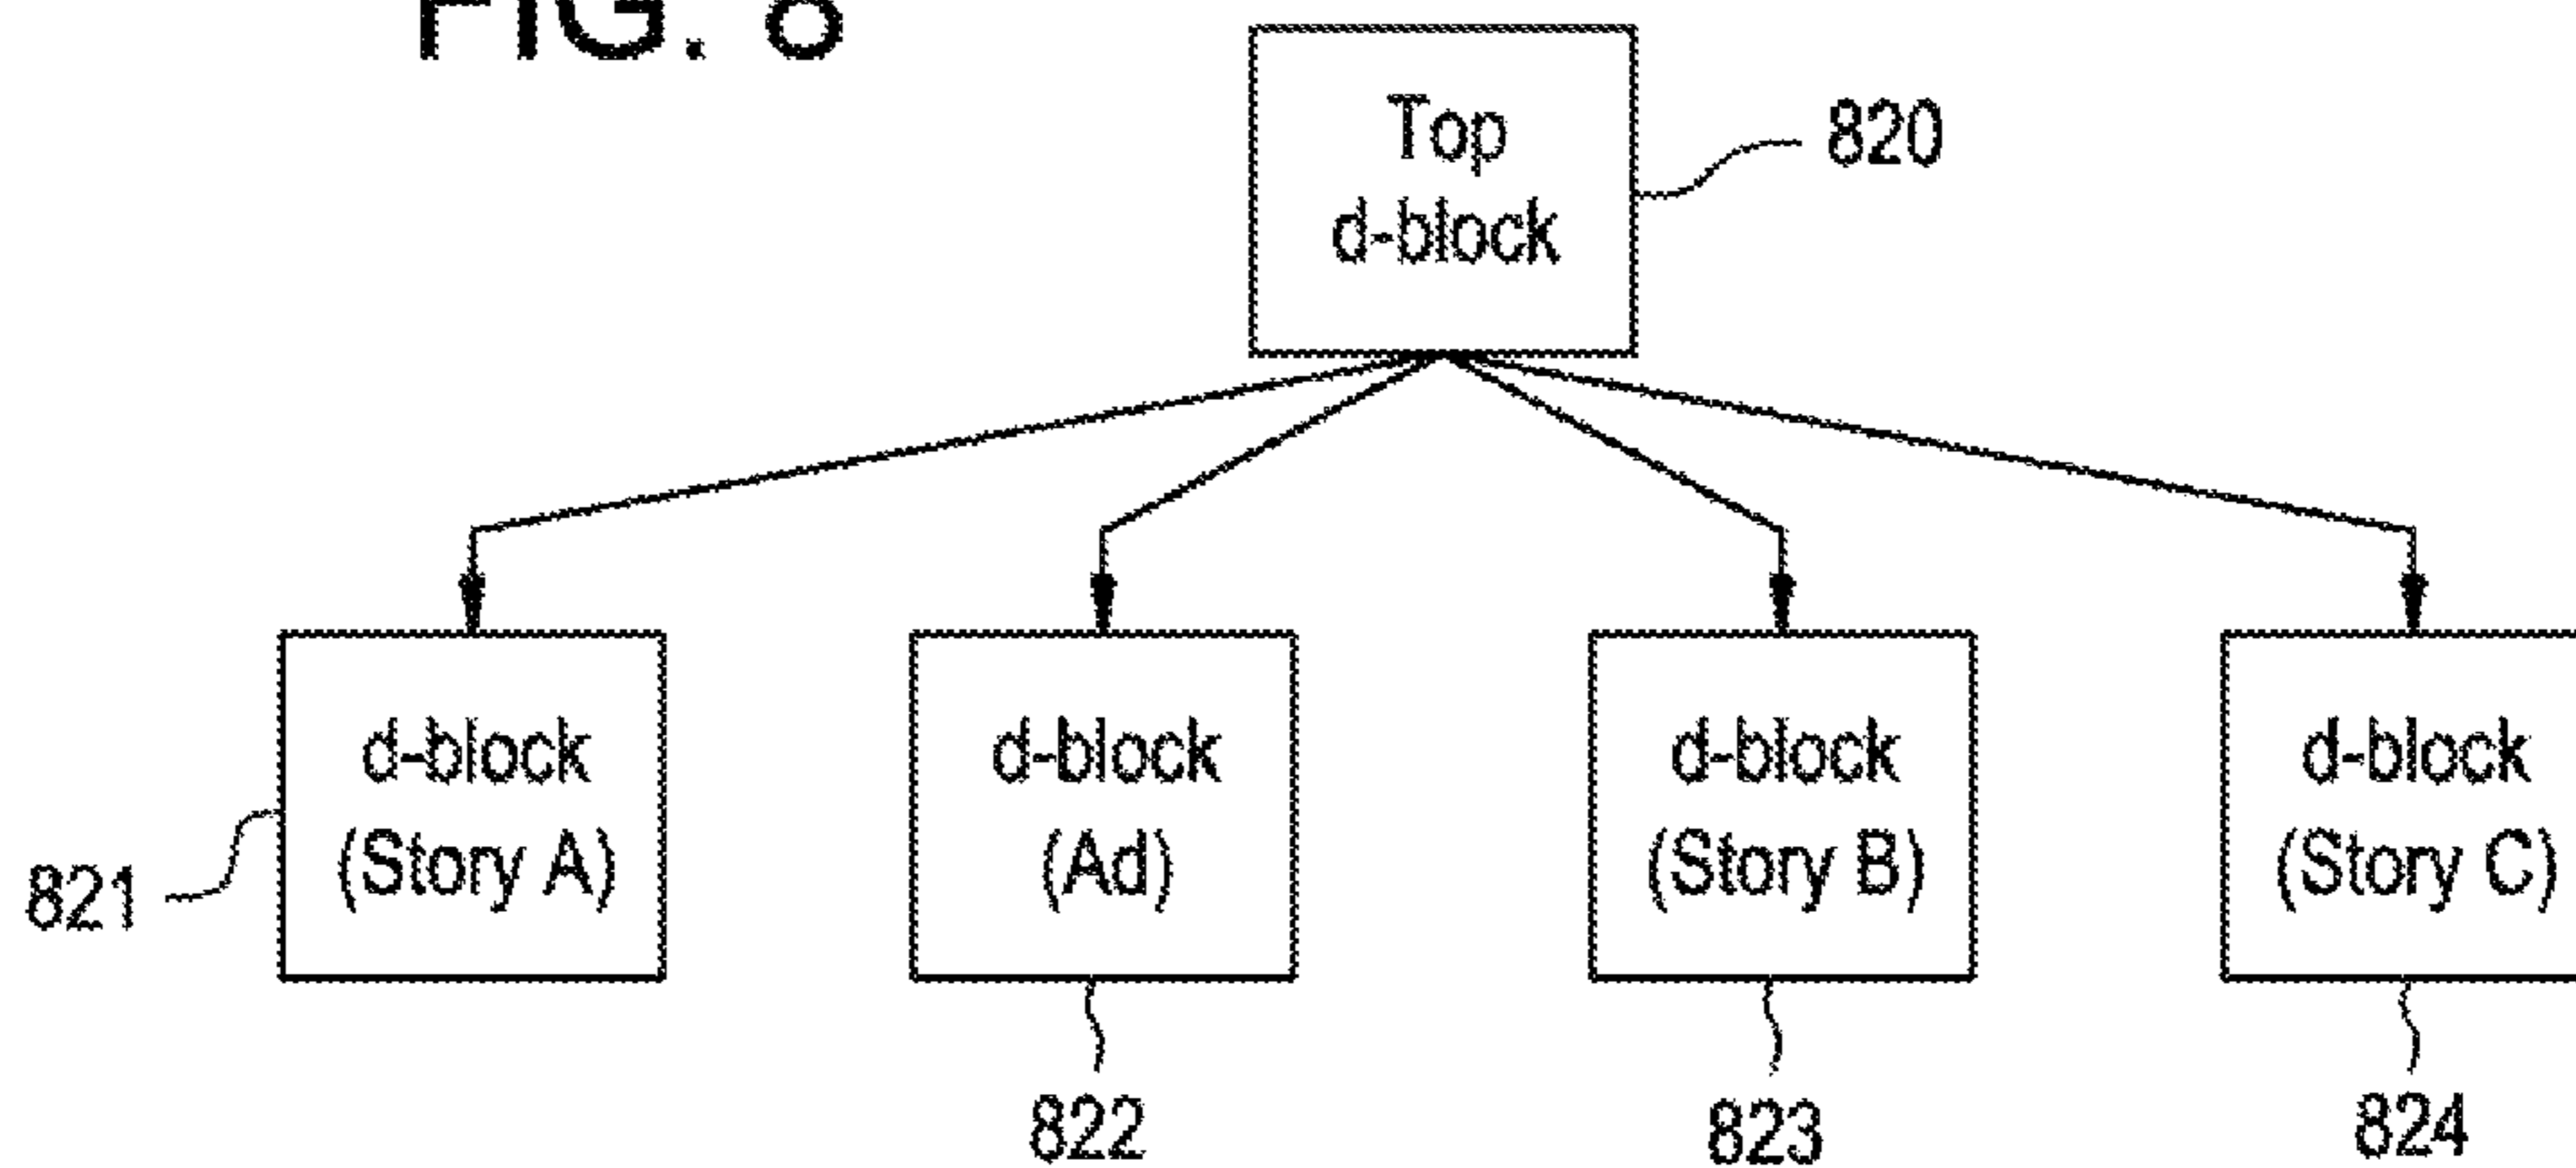 FIG. 8
Top
d-block
820
d-block
(Story A)
821
d-block
(Ad)
822
d-block
(Story B)
823
d-block
(Story C)
824